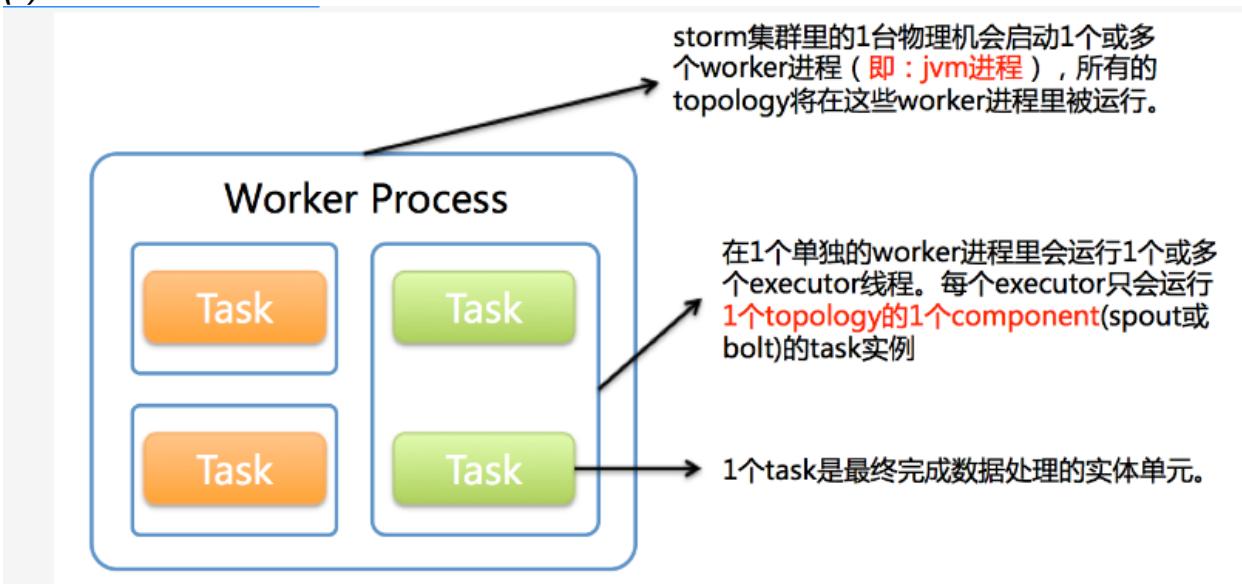 storm集群里的1台物理机会启动1个或多
个worker进程（即：jvm进程），所有的
topology将在这些worker进程里被运行。
Worker Process
在1个单独的worker进程里会运行1个或多
个executor线程。每个executor只会运行
1个topology的1个component(spout或
bolt)的task实例
Task
Task
Task
Task
1个task是最终完成数据处理的实体单元。